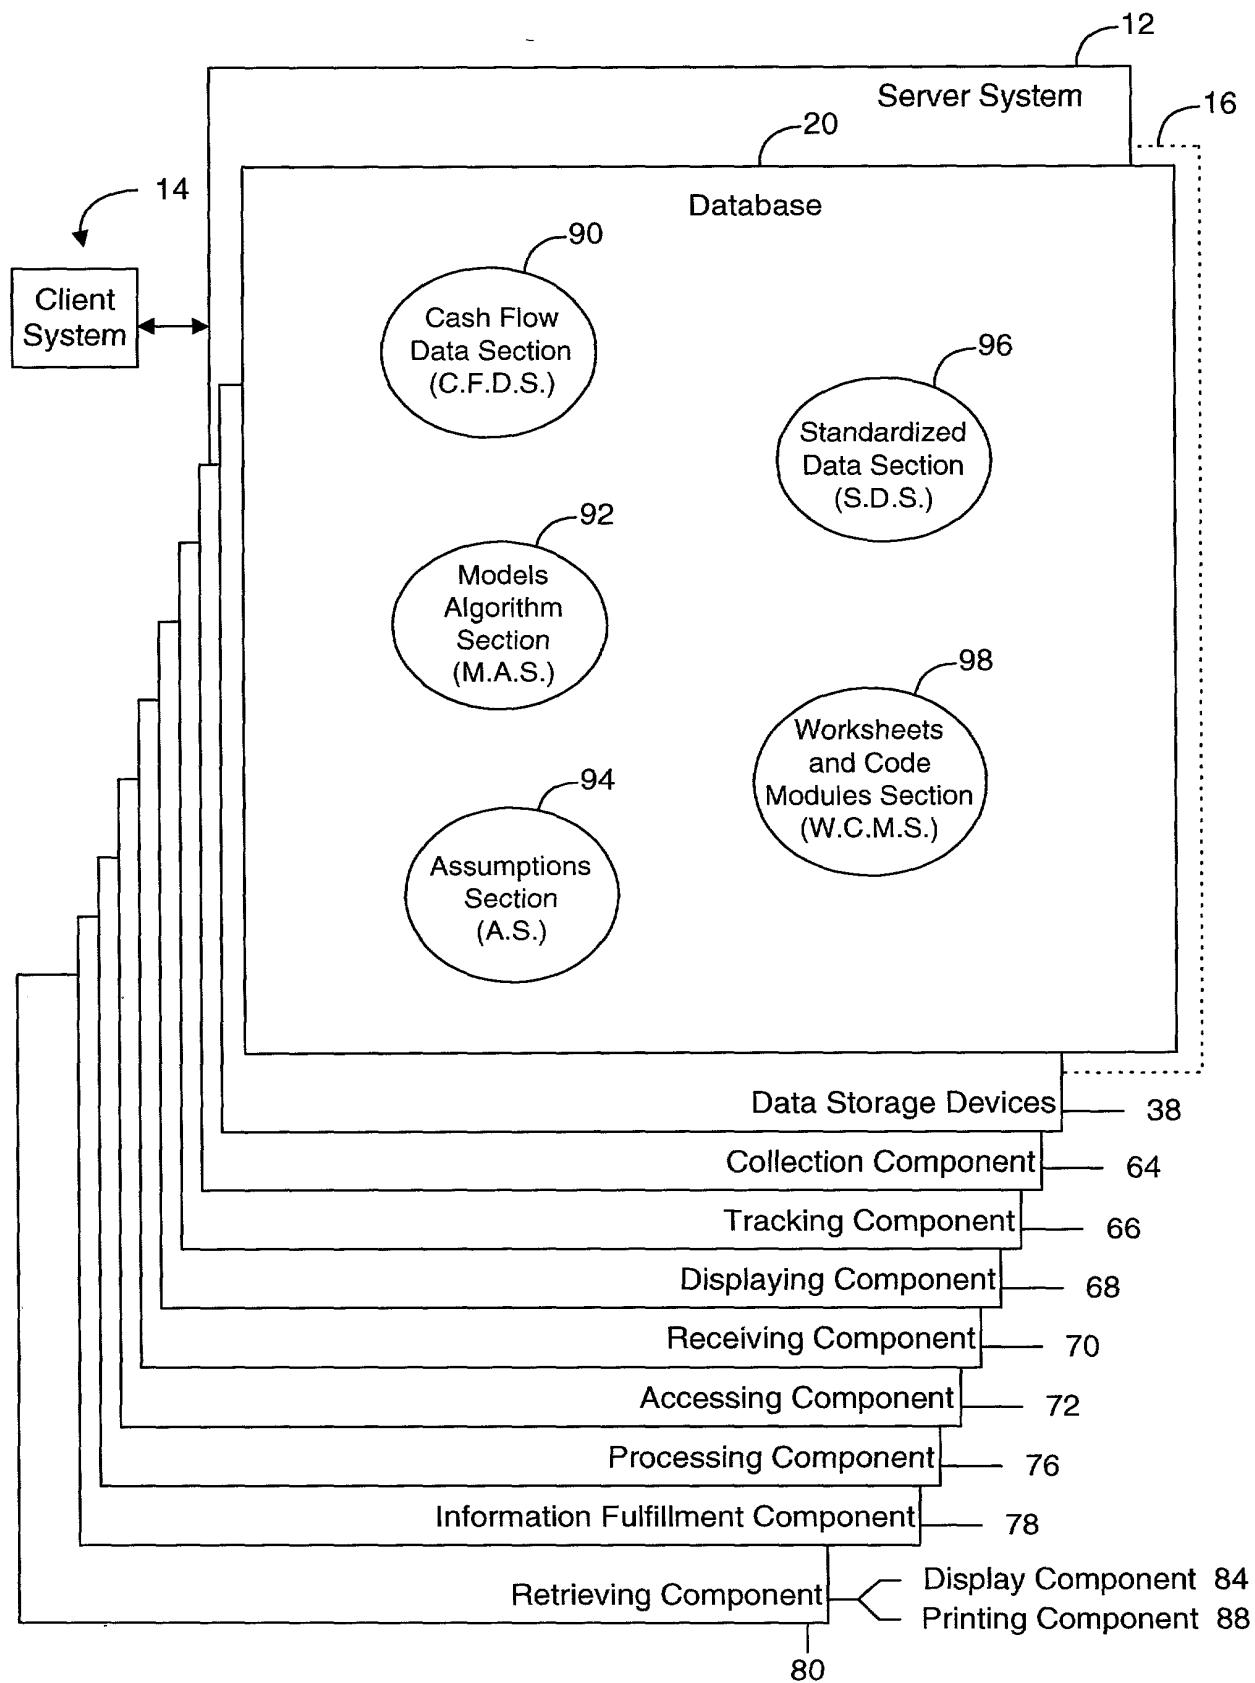 12
Server System
16
20
Database
14
Client
System
90
Cash Flow
Data Section
(C.F.D.S.)
96
Standardized
Data Section
(S.D.S.)
92
Models
Algorithm
Section
(M.A.S.)
98
Worksheets
and Code
Modules Section
(W.C.M.S.)
94
Assumptions
Section
(A.S.)
Data Storage Devices 38
Collection Component 64
Tracking Component 66
Displaying Component 68
Receiving Component 70
Accessing Component 72
Processing Component 76
Information Fulfillment Component 78
Retrieving Component
Display Component 84
Printing Component 88
80